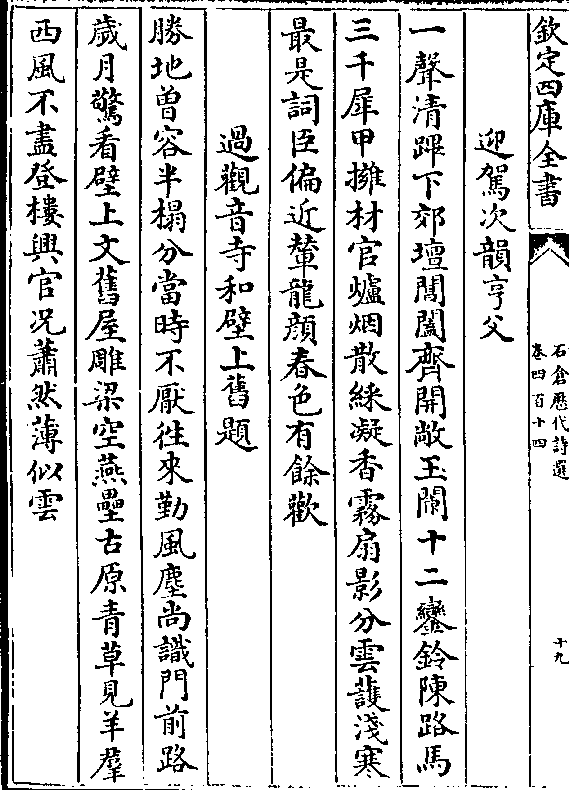 欽定四庫全書
石倉歴代詩選
卷四百十四
十九
迎駕次韻亨父
一聲清蹕下郊壇閶闔齊開敞玉闌十二鑾鈴陳路馬
三千犀甲擁材官爐烟散綵凝香霧扇影分雲護淺寒
最是詞臣偏近輦龍顔春色有餘歡
過觀音寺和壁上舊題
勝地曽容半榻分當時不厭徃來勤風塵尚識門前路
歲月驚看壁上文舊屋雕梁空燕壘古原青草見羊羣
西風不盡登樓興官况蕭然薄似雲